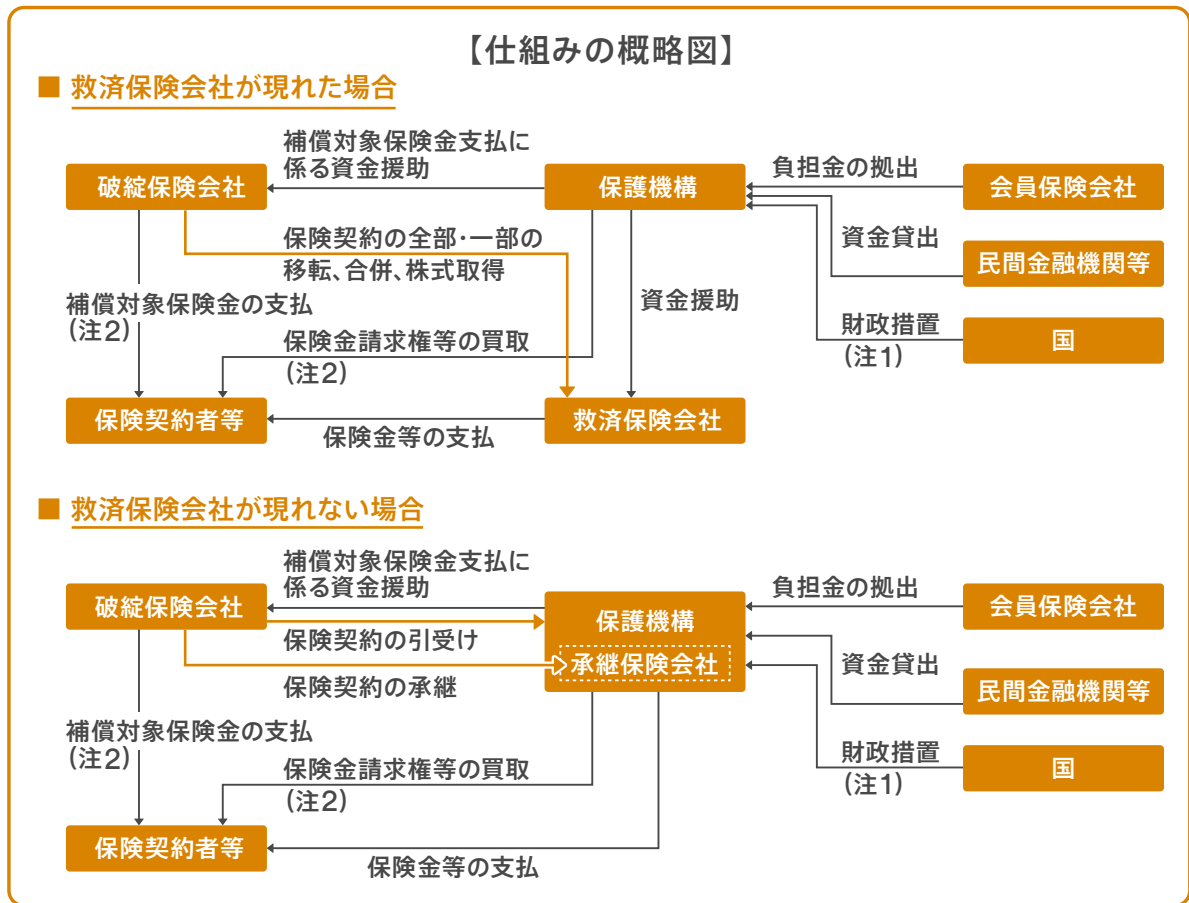 【仕組みの概略図】
■ 救済保険会社が現れた場合
補償対象保険金支払に
係る資金援助
負担金の拠出
破綻保険会社
保護機構
会員保険会社
保険契約の全部・一部の
移転、合併、株式取得
資金貸出
民間金融機関等
補償対象保険金の支払
(注2)
資金援助
保険金請求権等の買取
(注2)
財政措置
(注1)
国
保険契約者等
救済保険会社
保険金等の支払
■ 救済保険会社が現れない場合
補償対象保険金支払に
係る資金援助
負担金の拠出
破綻保険会社
保護機構
会員保険会社
保険契約の引受け
承継保険会社
資金貸出
保険契約の承継
民間金融機関等
補償対象保険金の支払
(注2)
保険金請求権等の買取
(注2)
財政措置
(注1)
国
保険契約者等
保険金等の支払